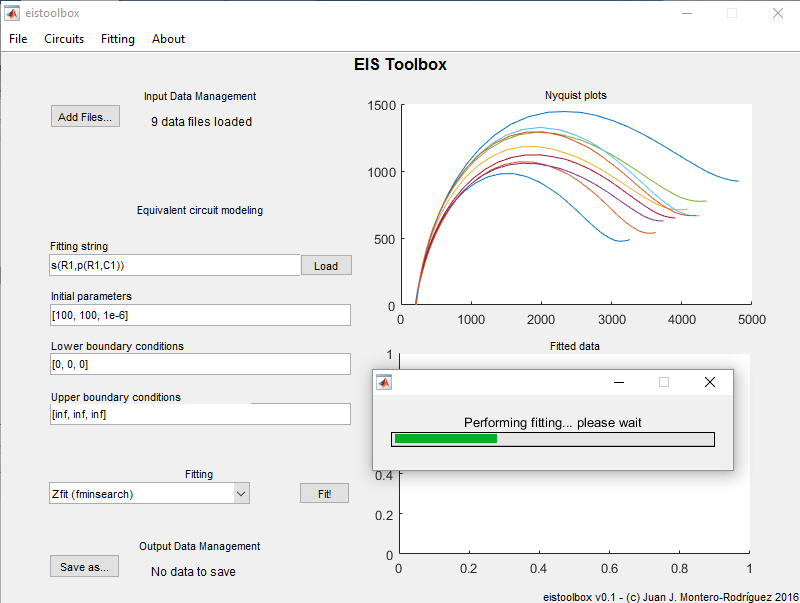 eistoolbox
File Circuits Fitting About
EIS Toolbox
Input Data Management
Add Files...
9 data files loaded
Equivalent circuit modeling
Fitting string
s(R1,p(R1,C1))
Load
Initial parameters
[100, 100, 1e-6]
Lower boundary conditions
[0, 0, 0]
Upper boundary conditions
[inf, inf, inf]
Fitting
Zfit (fminsearch)
Fit!
Output Data Management
Save as...
No data to save
Nyquist plots
1500
1000
500
0
0 1000 2000 3000 4000 5000
Fitted data
1
Performing fitting... please wait
0.4
0.2
0
0 0.2 0.4 0.6 0.8 1
eistoolbox v0.1 - (c) Juan J. Montero-Rodríguez 2016